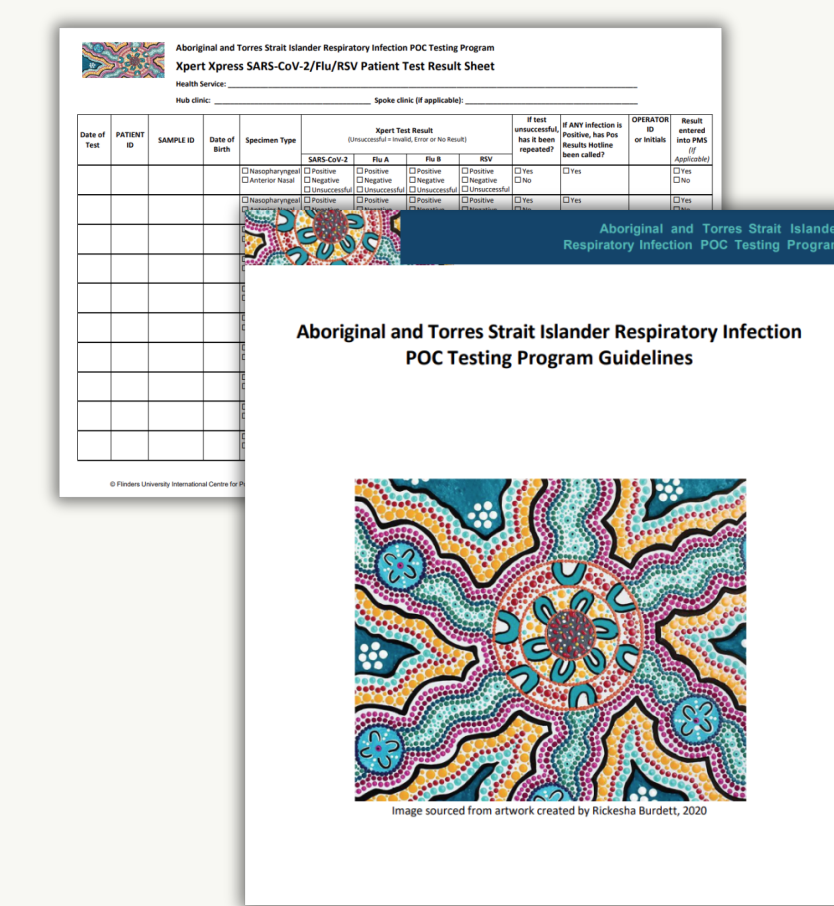 Aboriginal and Torres Strait Islander Respiratory Infection POC Testing Program
Xpert Xpress SARS-CoV-2/Flu/RSV Patient Test Result Sheet
Health Service:
Hub clinic: Spoke clinic (if applicable):
Date of Test
PATIENT ID
SAMPLE ID
Date of Birth
Specimen Type
Xpert Test Result
(Unsuccessful = Invalid, Error or No Result)
SARS-CoV-2 Flu A Flu B RSV
If test unsuccessful, has it been repeated?
If ANY infection is Positive, has Pos Results Hotline been called?
OPERATOR ID or Initials
Result entered into PMS (If Applicable)
☐ Nasopharyngeal ☐ Positive ☐ Positive ☐ Positive ☐ Positive ☐ Yes ☐ Yes ☐ Yes
☐ Anterior Nasal ☐ Negative ☐ Negative ☐ Negative ☐ Negative ☐ No ☐ No
☐ Unsuccessful ☐ Unsuccessful ☐ Unsuccessful ☐ Unsuccessful
☐ Nasopharyngeal ☐ Positive ☐ Positive ☐ Positive ☐ Positive ☐ Yes ☐ Yes ☐ Yes
© Flinders University International Centre for
Aboriginal and Torres Strait
Respiratory Infection POC Testing
Aboriginal and Torres Strait Islander Respiratory Infection
POC Testing Program Guidelines
Image sourced from artwork created by Rickesha Burdett, 2020